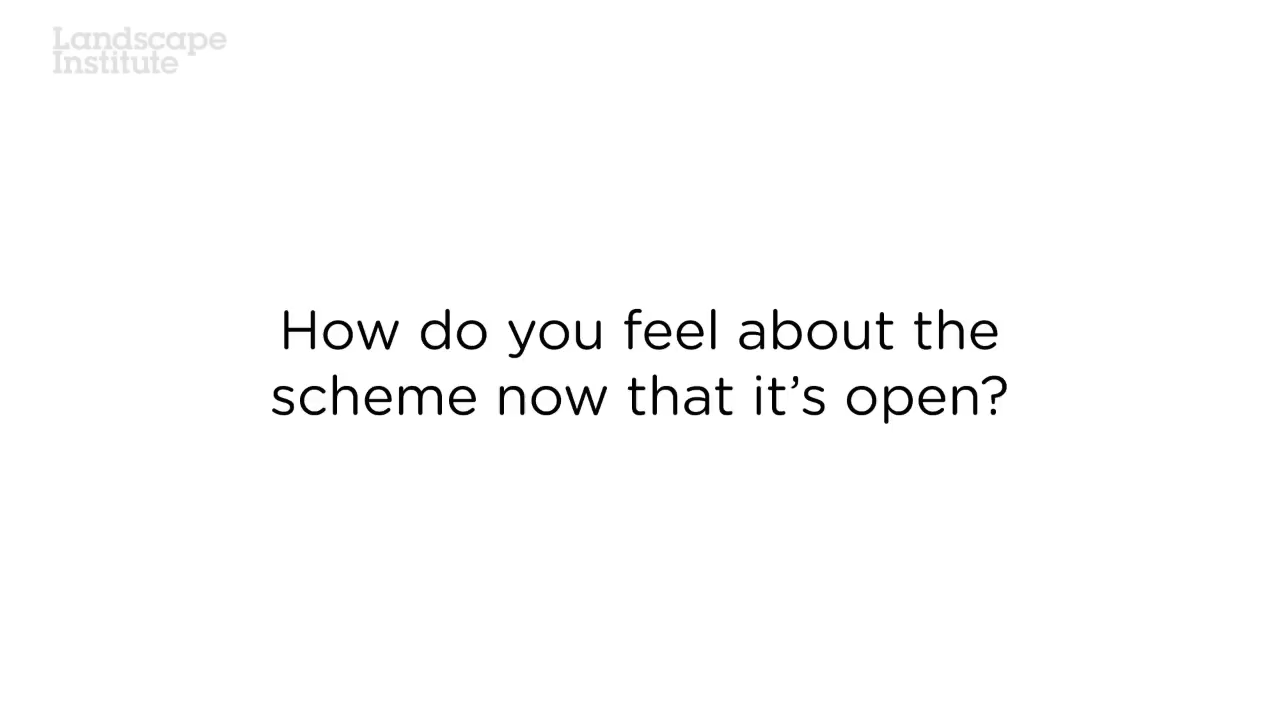 Landscape
Institute
How do you feel about the
scheme now that it’s open?